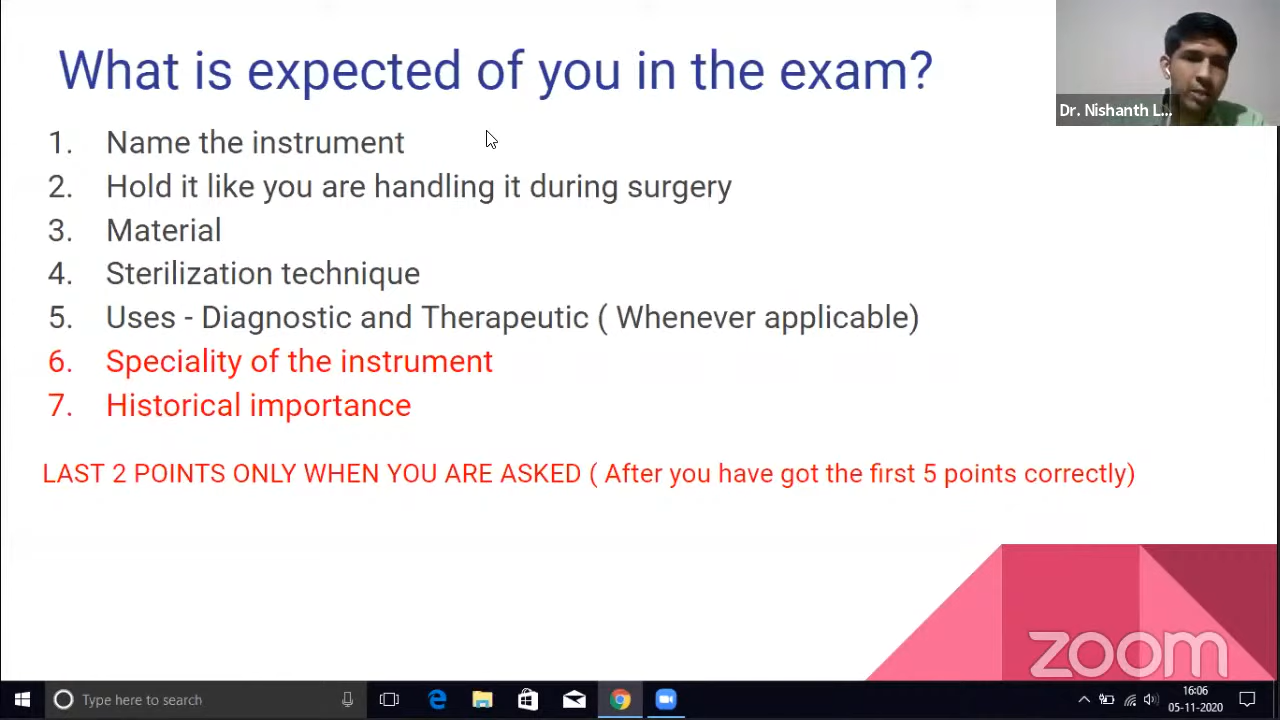 What is expected of you in the exam?
Dr. Nishanth L...
1. Name the instrument
2. Hold it like you are handling it during surgery
3. Material
4. Sterilization technique
5. Uses - Diagnostic and Therapeutic ( Whenever applicable)
6. Speciality of the instrument
7. Historical importance
LAST 2 POINTS ONLY WHEN YOU ARE ASKED ( After you have got the first 5 points correctly)
zoom
Type here to search
16:06
05-11-2020